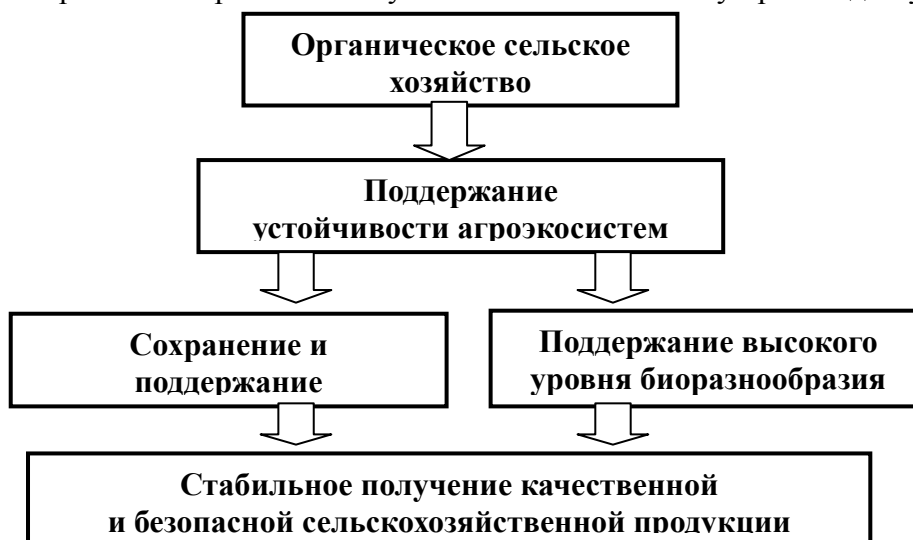 Органическое сельское
хозяйство
Поддержание
устойчивости агроэкосистем
Сохранение и
поддержание
Поддержание высокого
уровня биоразнообразия
Стабильное получение качественной
и безопасной сельскохозяйственной продукции